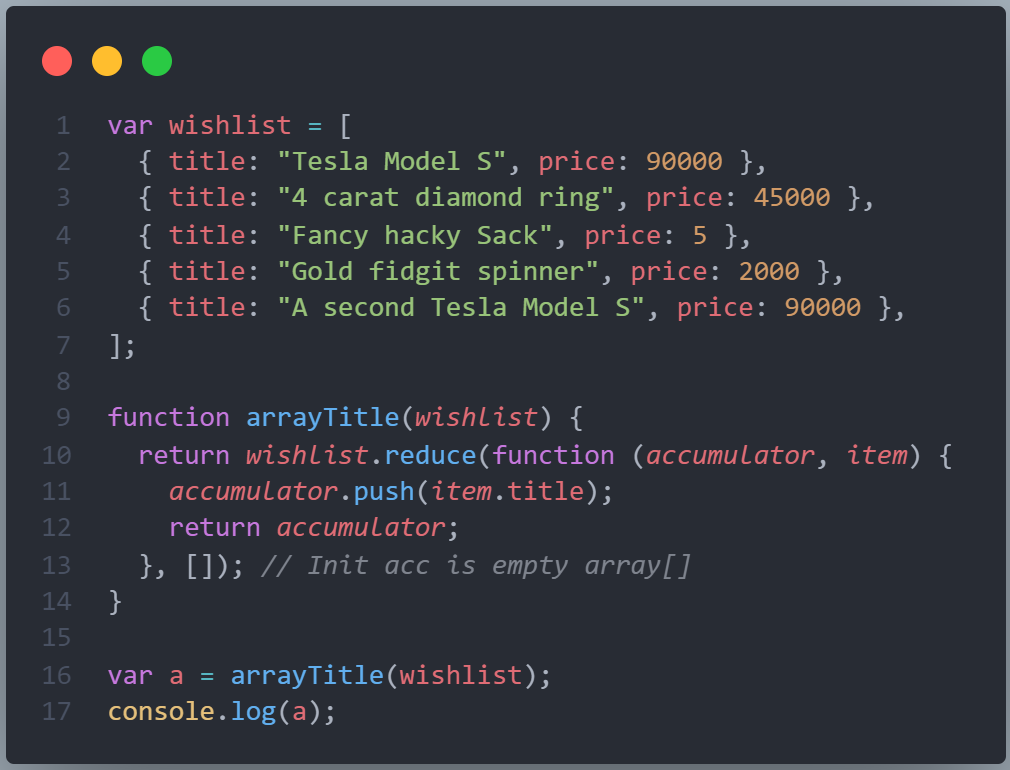 1 var wishlist = [
2   { title: "Tesla Model S", price: 90000 },
3   { title: "4 carat diamond ring", price: 45000 },
4   { title: "Fancy hacky Sack", price: 5 },
5   { title: "Gold fidgit spinner", price: 2000 },
6   { title: "A second Tesla Model S", price: 90000 },
7 ];
8
9 function arrayTitle(wishlist) {
10   return wishlist.reduce(function (accumulator, item) {
11     accumulator.push(item.title);
12     return accumulator;
13   }, []); // Init acc is empty array[]
14 }
15
16 var a = arrayTitle(wishlist);
17 console.log(a);